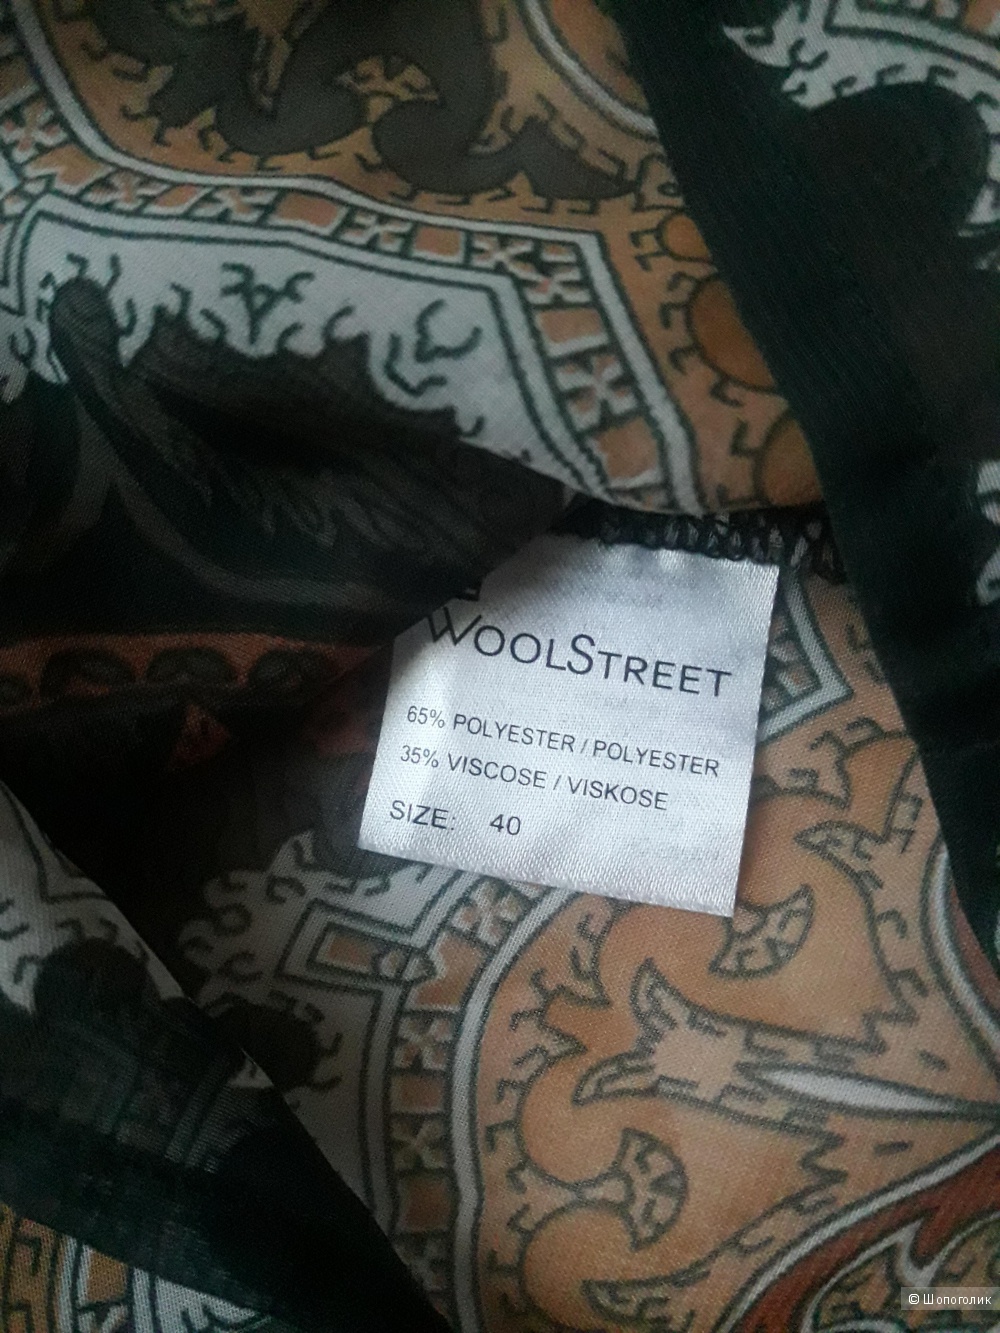 WOOLSTREET
65% POLYESTER / POLYESTER
35% VISCOSE / VISKOSE
SIZE: 40
© Шопоголик